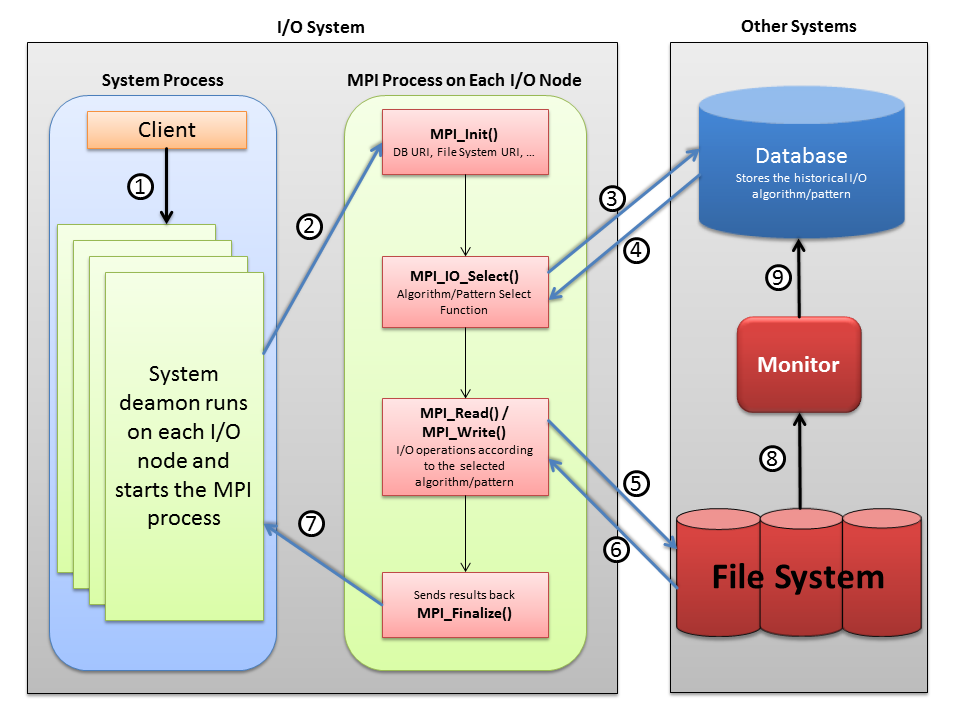 I/O System
Other Systems
System Process
MPI Process on Each I/O Node
Client
1
System
deamon runs
on each I/O
node and
starts the MPI
process
2
MPI_Init()
DB URI, File System URI, ...
MPI_IO_Select()
Algorithm/Pattern Select
Function
MPI_Read() /
MPI_Write()
I/O operations according
to the selected
algorithm/pattern
Sends results back
MPI_Finalize()
3
4
5
6
7
Database
Stores the historical I/O
algorithm/pattern
9
Monitor
8
File System